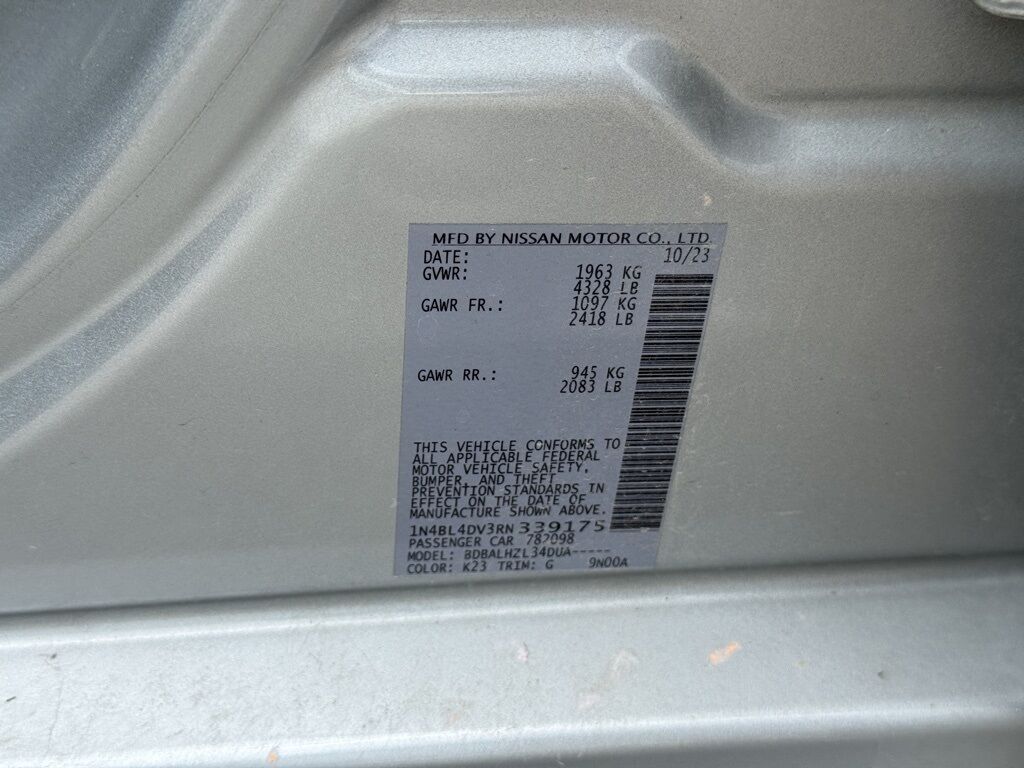 MFD BY NISSAN MOTOR CO., LTD.
DATE: 10/23
GVWR: 1963 KG
4328 LB
GAWR FR.: 1097 KG
2418 LB
GAWR RR.: 945 KG
2083 LB
THIS VEHICLE CONFORMS TO
ALL APPLICABLE FEDERAL
MOTOR VEHICLE SAFETY,
BUMPER, AND THEFT
PREVENTION STANDARDS IN
EFFECT ON THE DATE OF
MANUFACTURE SHOWN ABOVE.
1N4BL4DV3RN339175
PASSENGER CAR 782098
MODEL: BDBALHZL34DUA-----
COLOR: K23 TRIM: G 9N00A